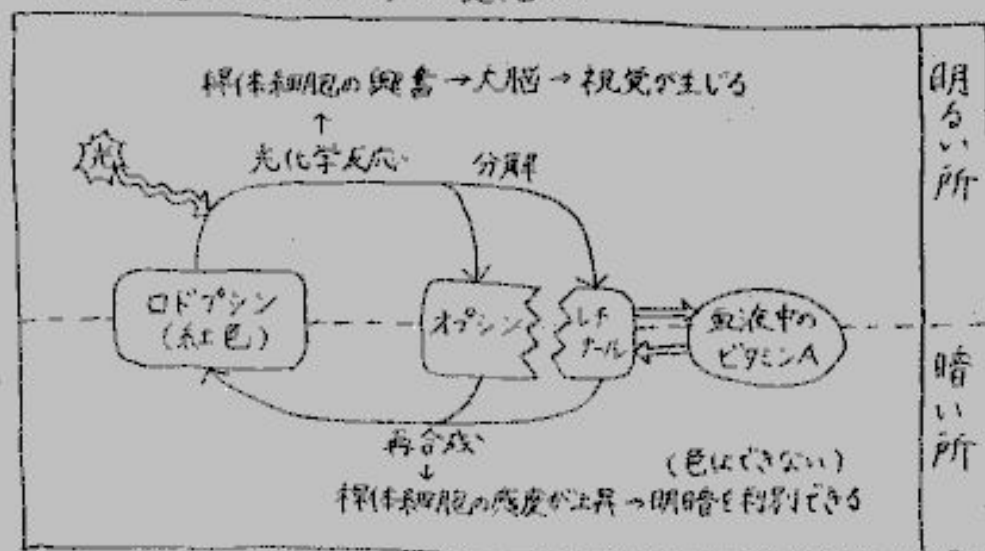 桿体細胞の興奮→大脳→視覚が生じる
↑
光
光化学反応 分解
ロドプシン
(紅色)
オプシン
レチ
ナール
血液中の
ビタミンA
再合成
↓
(色はできない)
桿体細胞の感度が上昇→明暗を判別できる
明るい所
暗い所